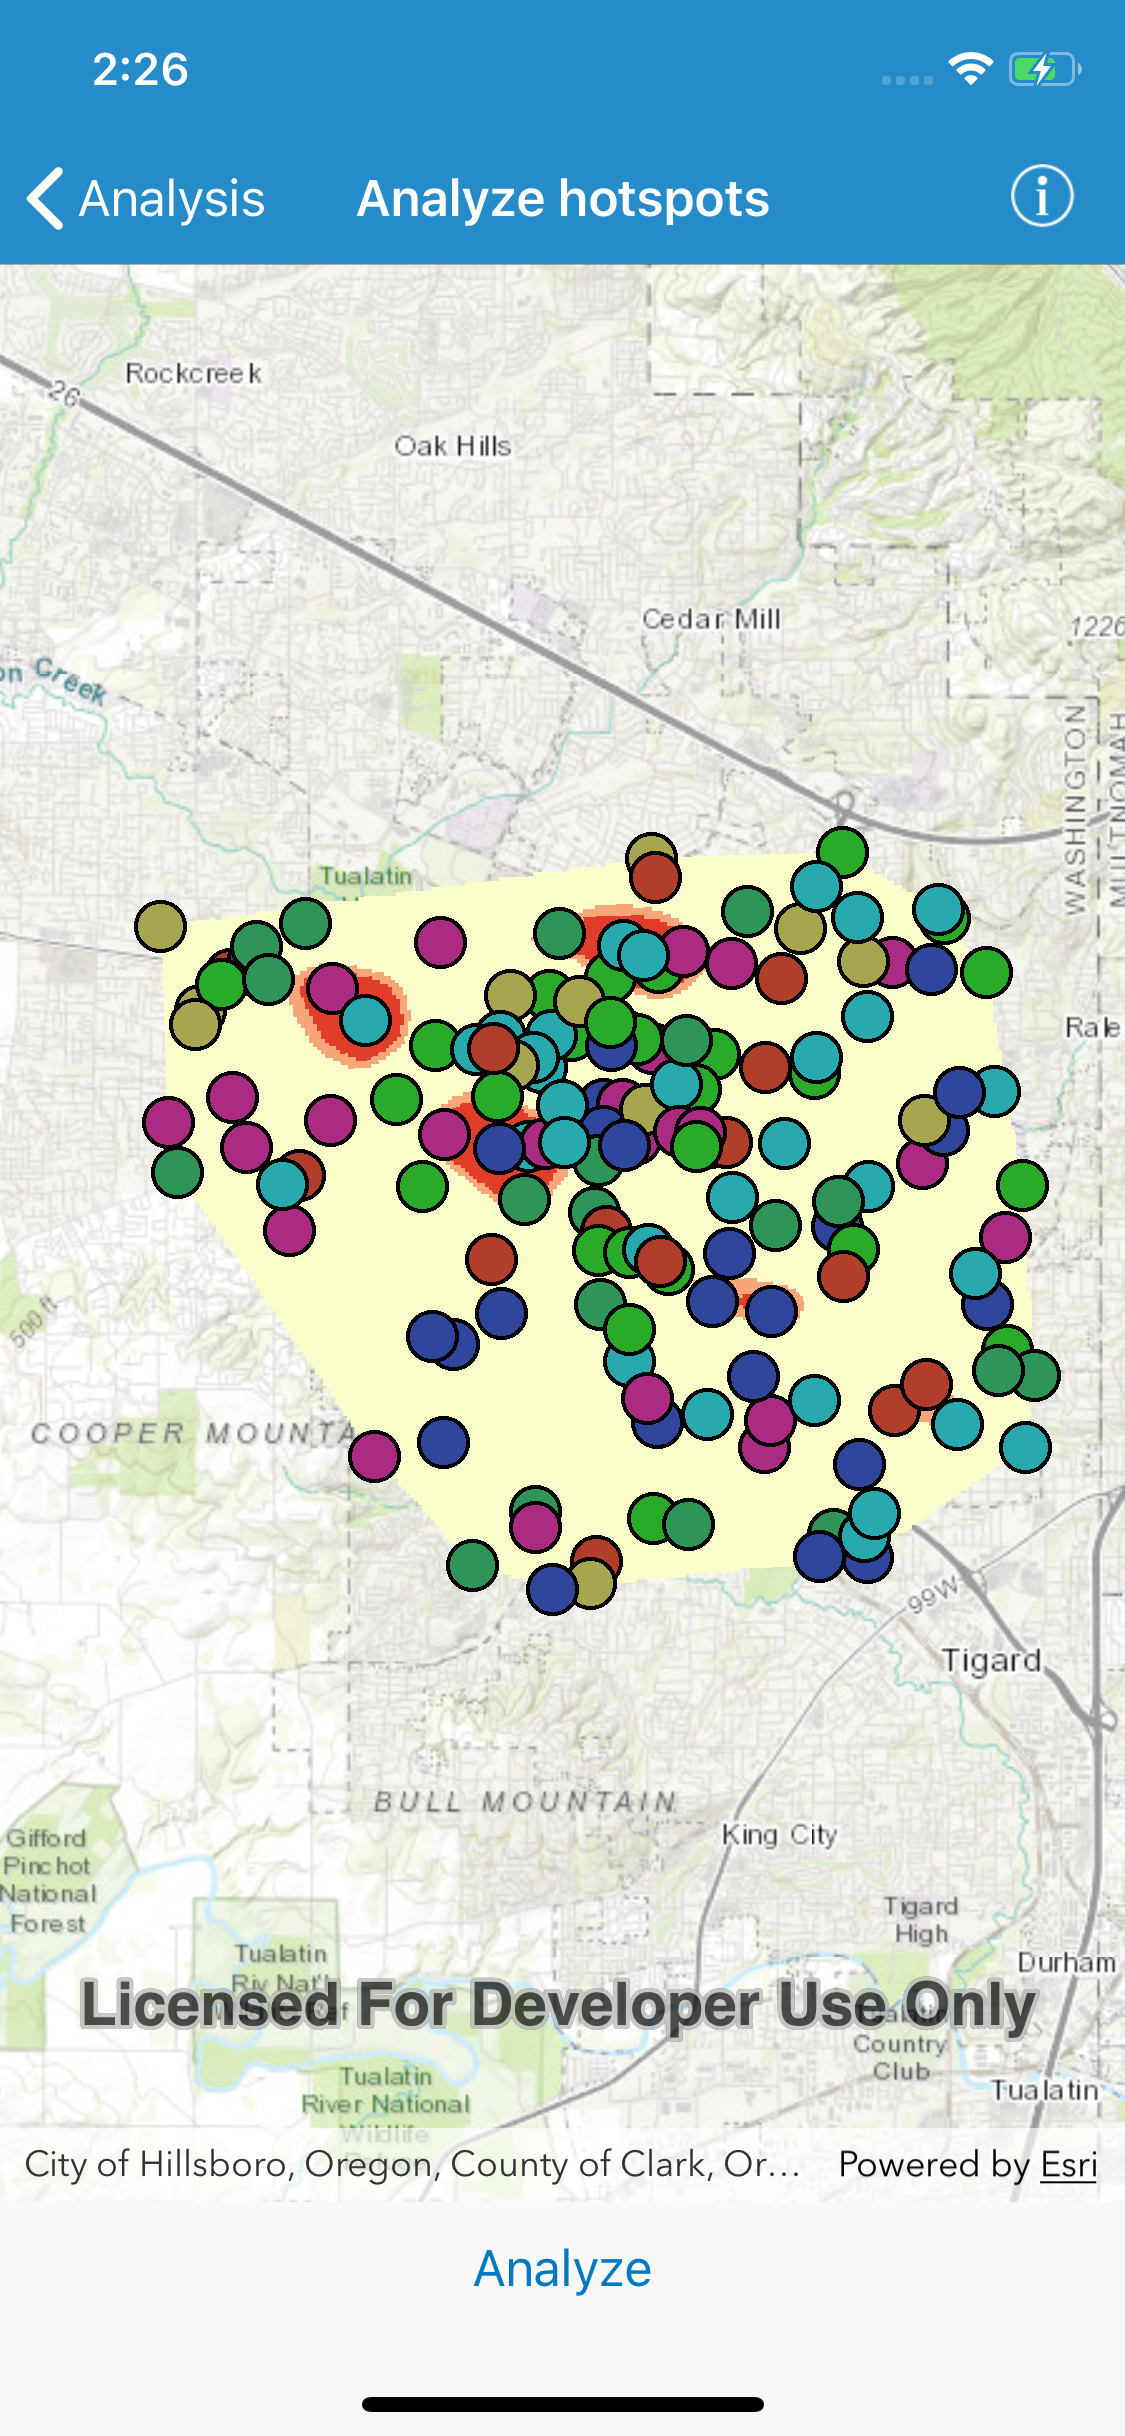 2:26
Analysis
Analyze hotspots
Rockcreek
26
Oak Hills
Cedar Mill
1226
on Creek
WASHINGTON
MULTNOMAH
Tualatin
Rale
590 ft
COOPER MOUNTA
99W
Tigard
BULL MOUNTAIN
King City
Gifford
Pinchot
National
Forest
Tigard
High
Tualatin
Riv Nat'l
Ref
Durham
Licensed For Developer Use Only
Tualatin
Country
Club
Tualatin
River National
Wildlife
Tualatin
City of Hillsboro, Oregon, County of Clark, Or...
Powered by Esri
Analyze